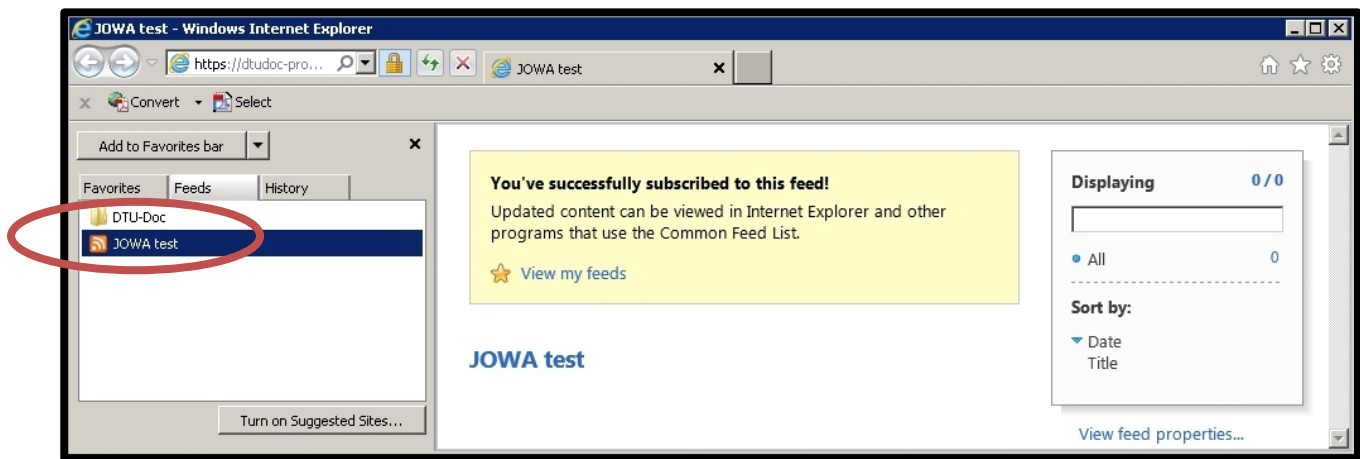 JOWA test - Windows Internet Explorer
https://dtudoc-pro...
JOWA test
Convert Select
Add to Favorites bar
Favorites Feeds History
DTU-Doc
JOWA test
Turn on Suggested Sites...
You've successfully subscribed to this feed!
Updated content can be viewed in Internet Explorer and other
programs that use the Common Feed List.
View my feeds
JOWA test
Displaying 0 / 0
All 0
Sort by:
Date
Title
View feed properties...